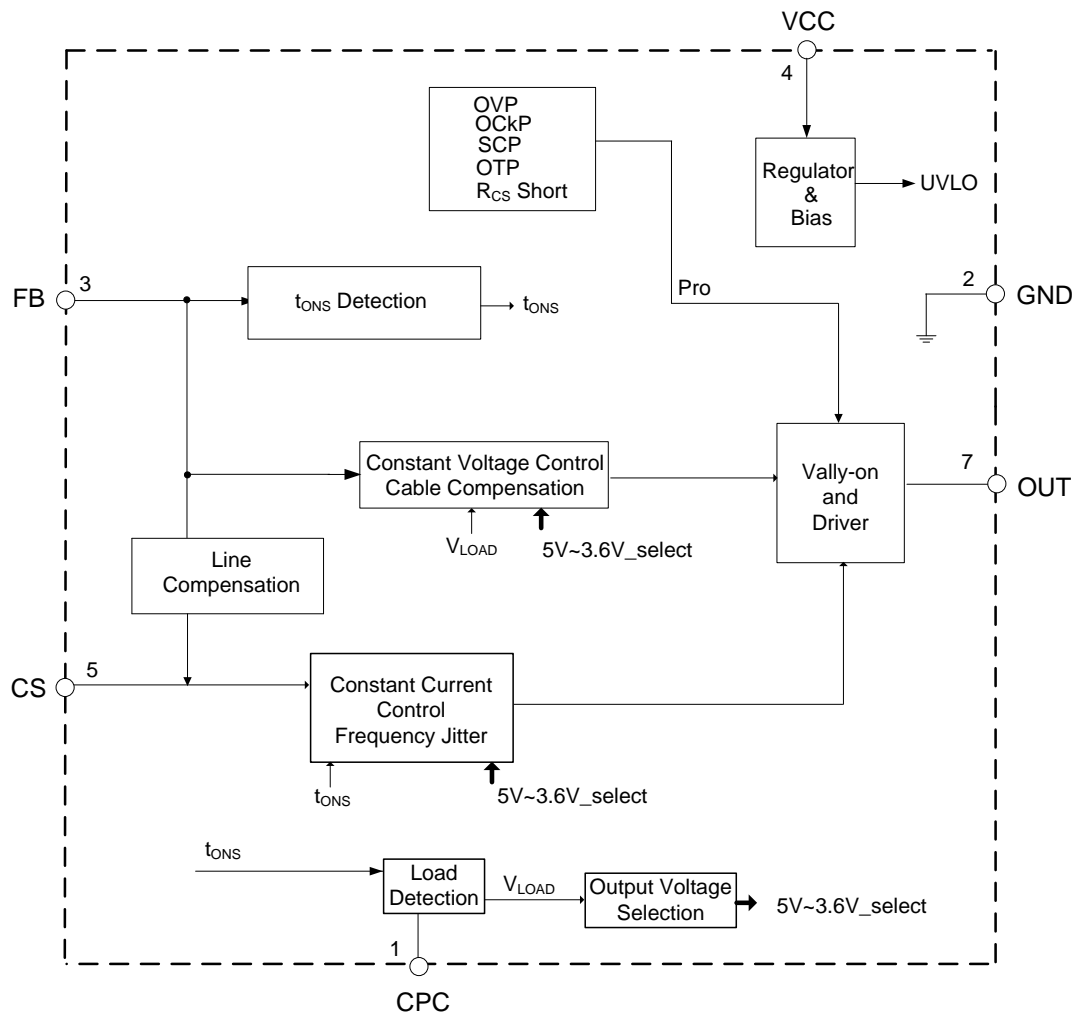 VCC
4
OVP
OCkP
SCP
OTP
RCS Short
Regulator
&
Bias
UVLO
FB
3
tONS Detection
tONS
Pro
2
GND
Constant Voltage Control
Cable Compensation
VLOAD
5V~3.6V_select
Vally-on
and
Driver
7
OUT
Line
Compensation
CS
5
Constant Current
Control
Frequency Jitter
tONS
5V~3.6V_select
tONS
Load
Detection
VLOAD
Output Voltage
Selection
5V~3.6V_select
1
CPC